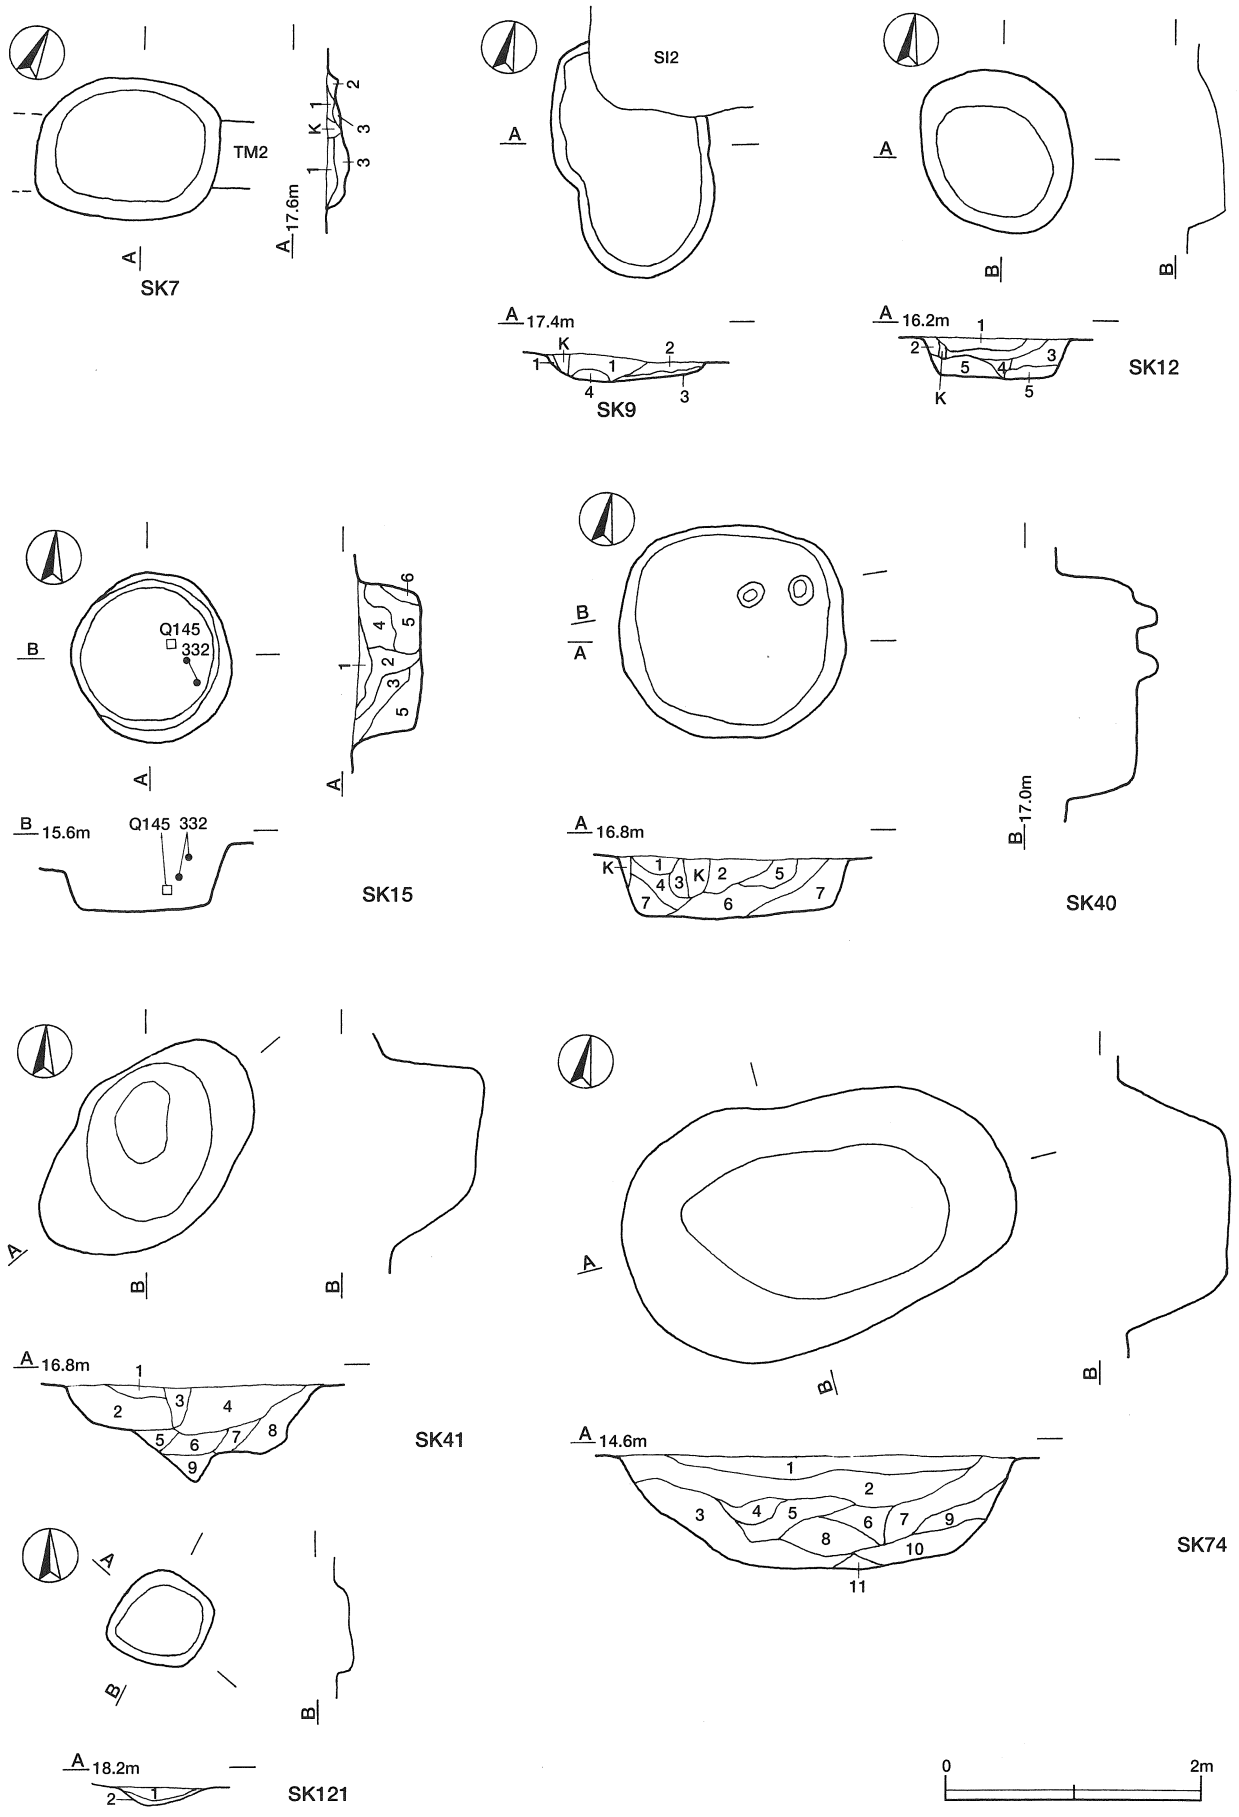 TM2
A
2
1
K
3
1
3
A 17.6m
SK7
SI2
A
A 17.4m
K
2
1
1
4
3
SK9
A
B
B
A 16.2m
1
2
3
5
4
K
5
SK12
B
Q145
332
A
6
4
5
1
2
3
5
A
B 15.6m
Q145 332
SK15
B
A
B 17.0m
A 16.8m
K
1
4
3
K
2
5
7
6
7
SK40
A
B
B
A 16.8m
1
2
3
4
5
6
7
8
9
SK41
A
B
B
A 14.6m
1
2
3
4
5
6
7
9
8
10
11
SK74
A
B
B
A 18.2m
1
2
SK121
0 2m